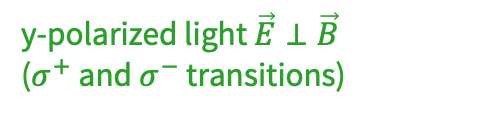 y-polarized light E⃗ ⊥ B⃗
(σ⁺ and σ⁻ transitions)